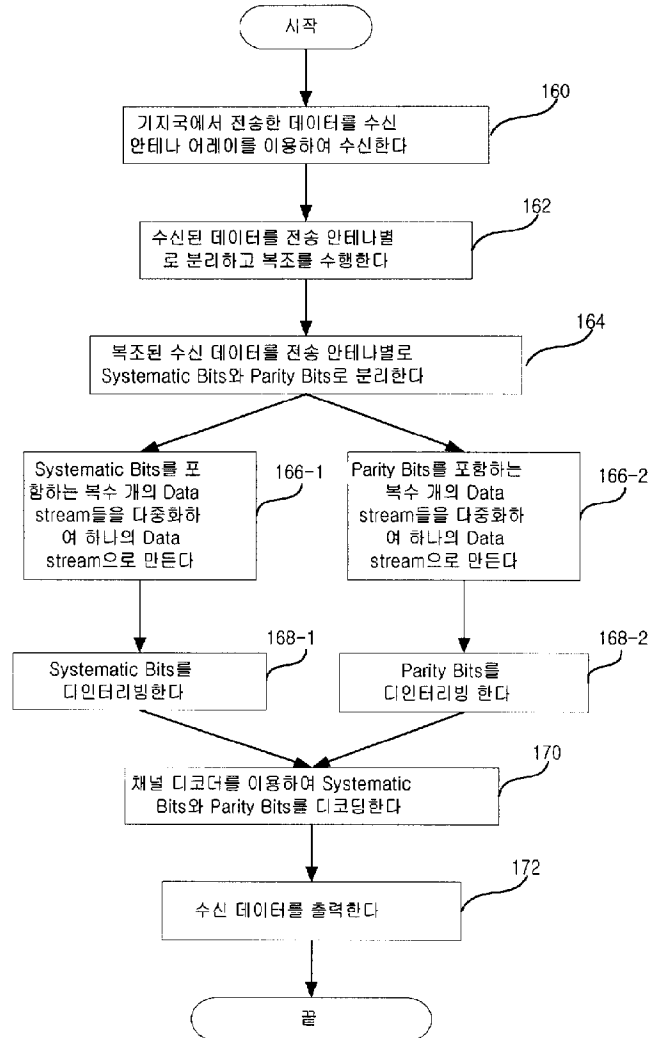 시작
160
기지국에서 전송한 데이터를 수신
안테나 어레이를 이용하여 수신한다
162
수신된 데이터를 전송 안테나별
로 분리하고 복조를 수행한다
164
복조된 수신 데이터를 전송 안테나별로
Systematic Bits와 Parity Bits로 분리한다
166-1
Systematic Bits를 포
함하는 복수 개의 Data
stream들을 다중화하
여 하나의 Data
stream으로 만든다
166-2
Parity Bits를 포함하는
복수 개의 Data
stream들을 다중화하
여 하나의 Data
stream으로 만든다
168-1
Systematic Bits를
디인터리빙한다
168-2
Parity Bits를
디인터리빙 한다
170
채널 디코더를 이용하여 Systematic
Bits와 Parity Bits를 디코딩한다
172
수신 데이터를 출력한다
끝